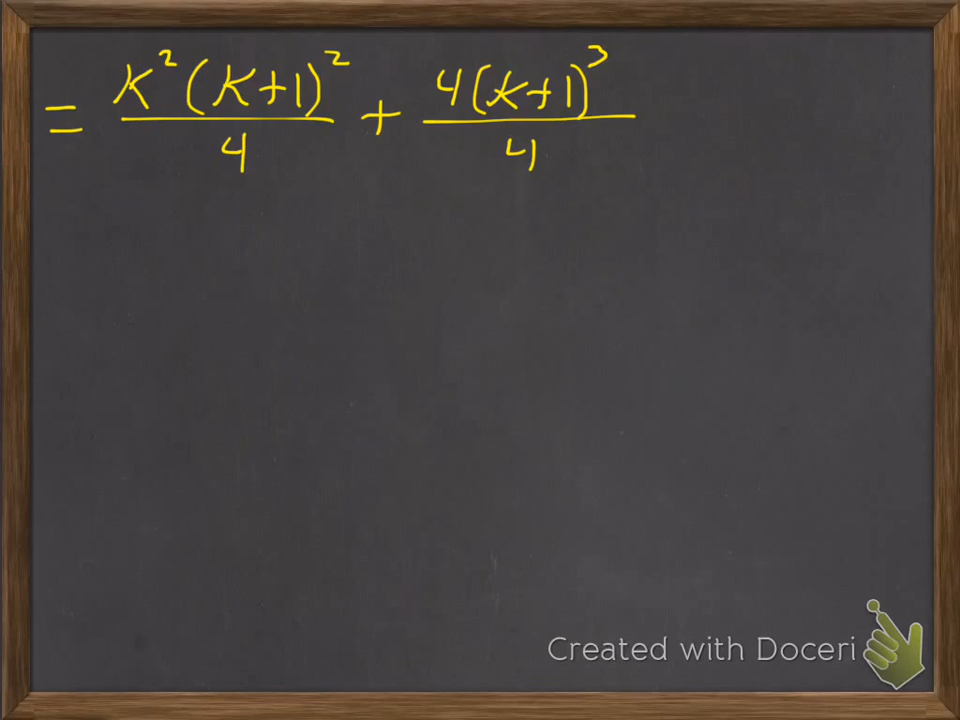 = K²(K+1)²/4 + 4(K+1)³/4
Created with Doceri